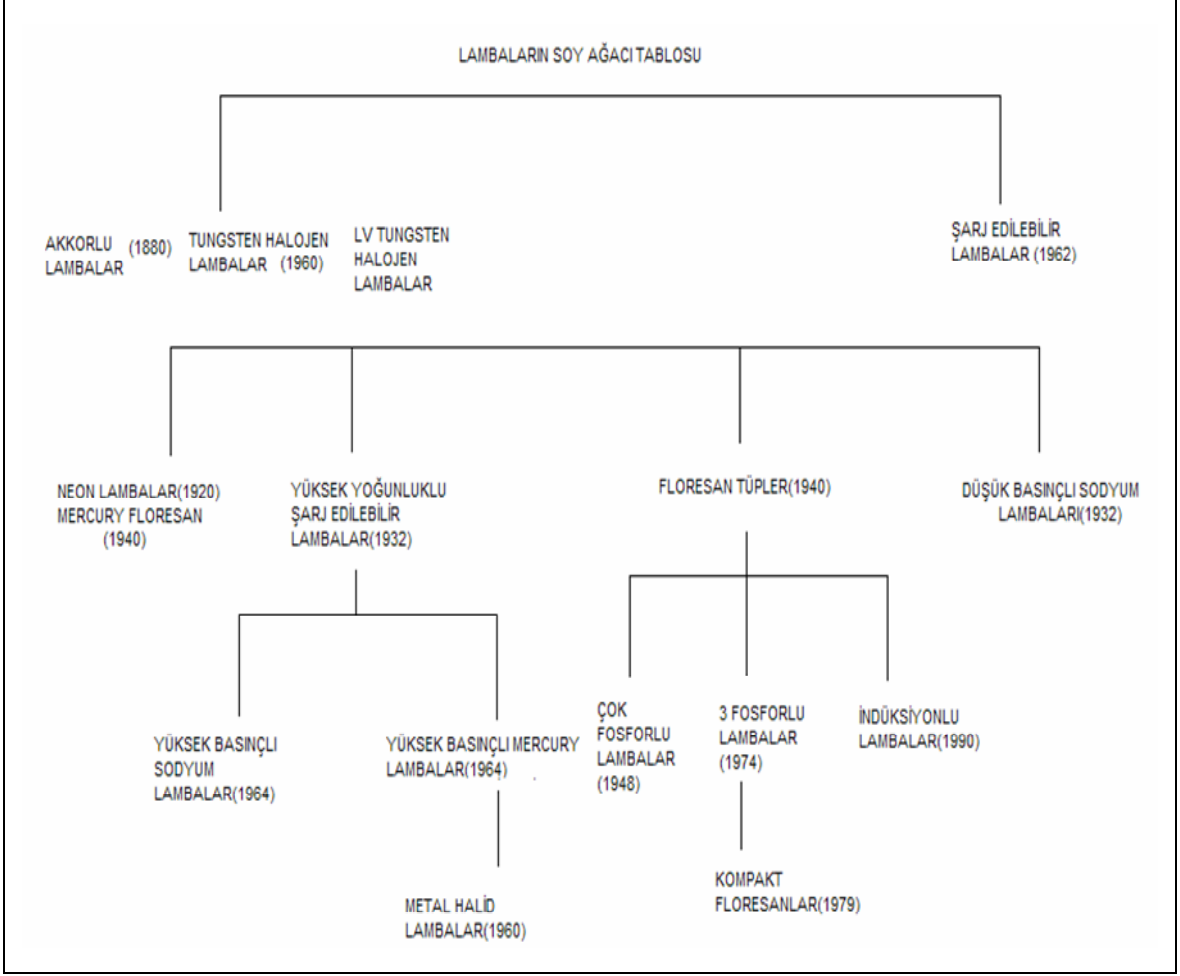 LAMBALARIN SOY AĞACI TABLOSU
AKKORLU (1880)
LAMBALAR
TUNGSTEN HALOJEN
LAMBALAR (1960)
LV TUNGSTEN
HALOJEN
LAMBALAR
ŞARJ EDİLEBİLİR
LAMBALAR (1962)
NEON LAMBALAR(1920)
MERCURY FLORESAN
(1940)
YÜKSEK YOĞUNLUKLU
ŞARJ EDİLEBİLİR
LAMBALAR(1932)
FLORESAN TÜPLER(1940)
DÜŞÜK BASINÇLI SODYUM
LAMBALARI(1932)
YÜKSEK BASINÇLI
SODYUM
LAMBALAR(1964)
YÜKSEK BASINÇLI MERCURY
LAMBALAR(1964)
ÇOK
FOSFORLU
LAMBALAR
(1948)
3 FOSFORLU
LAMBALAR
(1974)
İNDÜKSİYONLU
LAMBALAR(1990)
METAL HALİD
LAMBALAR(1960)
KOMPAKT
FLORESANLAR(1979)